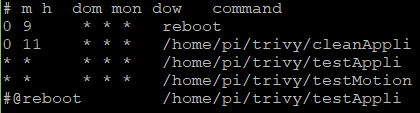 # m h  dom mon dow   command
0 9    * * *   reboot
0 11   * * *   /home/pi/trivy/cleanAppli
* *    * * *   /home/pi/trivy/testAppli
* *    * * *   /home/pi/trivy/testMotion
#@reboot       /home/pi/trivy/testAppli